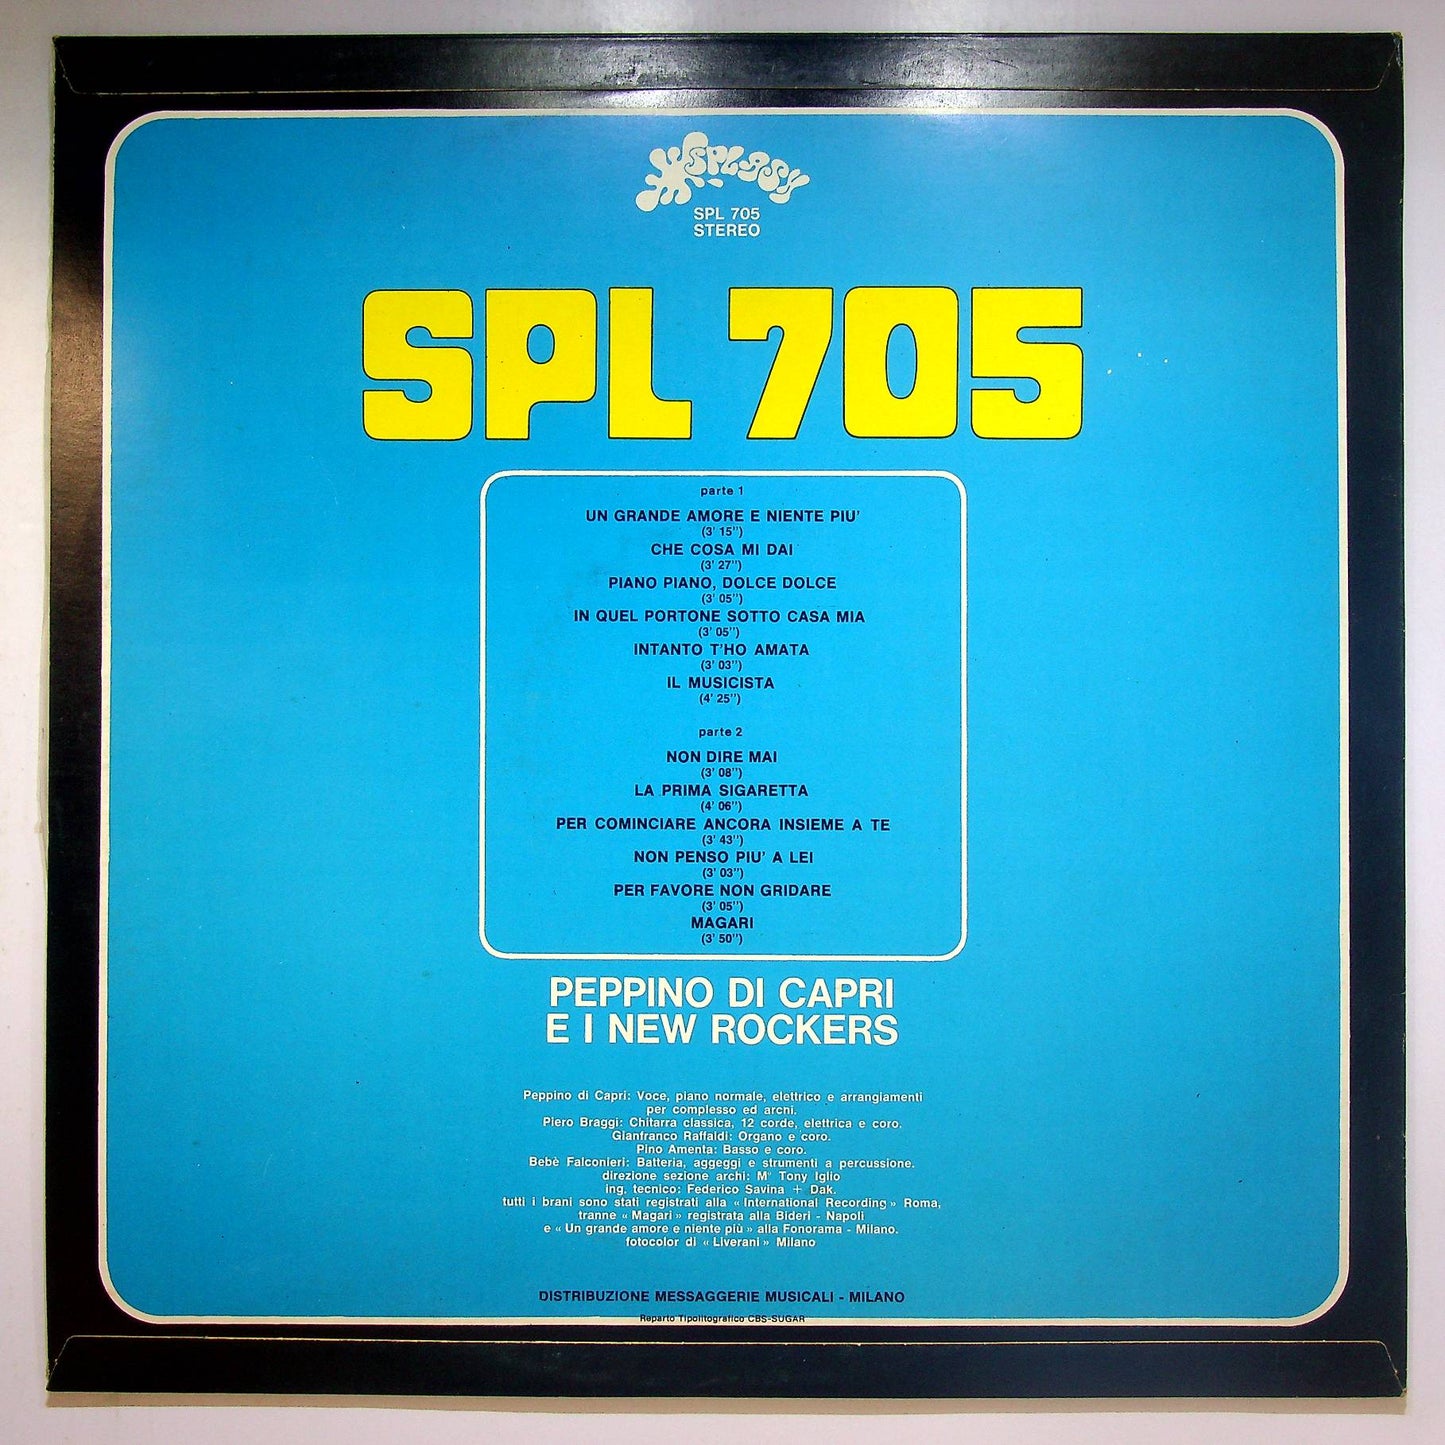 SPLASH
SPL 705
STEREO
SPL 705
parte 1
UN GRANDE AMORE E NIENTE PIU'
(3' 15'')
CHE COSA MI DAI
(3' 27'')
PIANO PIANO, DOLCE DOLCE
(3' 05'')
IN QUEL PORTONE SOTTO CASA MIA
(3' 05'')
INTANTO T'HO AMATA
(3' 03'')
IL MUSICISTA
(4' 25'')
parte 2
NON DIRE MAI
(3' 08'')
LA PRIMA SIGARETTA
(4' 06'')
PER COMINCIARE ANCORA INSIEME A TE
(3' 43'')
NON PENSO PIU' A LEI
(3' 03'')
PER FAVORE NON GRIDARE
(3' 05'')
MAGARI
(3' 50'')
PEPPINO DI CAPRI
E I NEW ROCKERS
Peppino di Capri: Voce, piano normale, elettrico e arrangiamenti
per complesso ed archi.
Piero Braggi: Chitarra classica, 12 corde, elettrica e coro.
Gianfranco Raffaldi: Organo e coro.
Pino Amenta: Basso e coro.
Bebè Falconieri: Batteria, aggeggi e strumenti a percussione.
direzione sezione archi: M° Tony Iglio
ing. tecnico: Federico Savina + Dak.
tutti i brani sono stati registrati alla « International Recording » Roma,
tranne « Magari » registrata alla Bideri - Napoli
e « Un grande amore e niente più » alla Fonorama - Milano.
fotocolor di « Liverani » Milano
DISTRIBUZIONE MESSAGGERIE MUSICALI - MILANO
Reparto Tipolitografico CBS-SUGAR